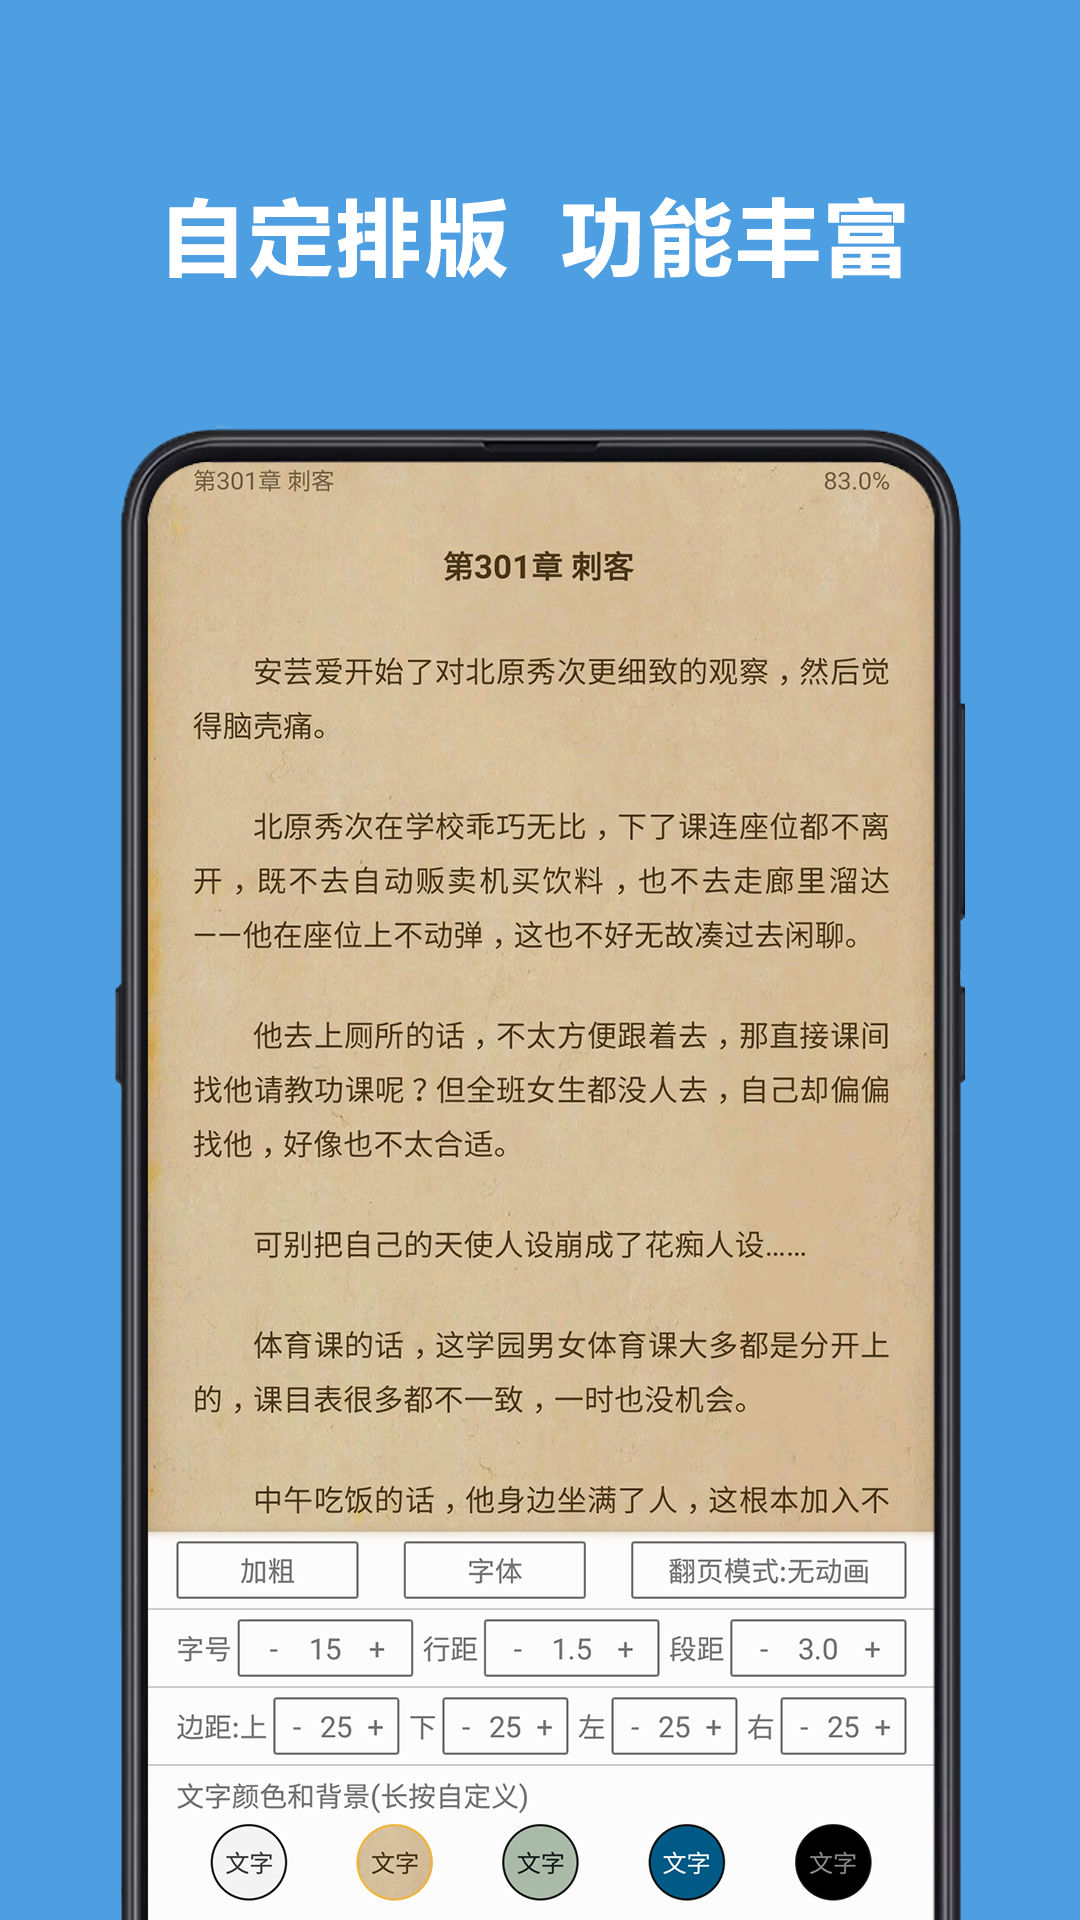 自定排版 功能丰富
第301章 刺客 83.0%
第301章 刺客
安芸爱开始了对北原秀次更细致的观察，然后觉
得脑壳痛。
北原秀次在学校乖巧无比，下了课连座位都不离
开，既不去自动贩卖机买饮料，也不去走廊里溜达
——他在座位上不动弹，这也不好无故凑过去闲聊。
他去上厕所的话，不太方便跟着去，那直接课间
找他请教功课呢？但全班女生都没人去，自己却偏偏
找他，好像也不太合适。
可别把自己的天使人设崩成了花痴人设……
体育课的话，这学园男女体育课大多都是分开上
的，课目表很多都不一致，一时也没机会。
中午吃饭的话，他身边坐满了人，这根本加入不
加粗 字体 翻页模式:无动画
字号 - 15 + 行距 - 1.5 + 段距 - 3.0 +
边距:上 - 25 + 下 - 25 + 左 - 25 + 右 - 25 +
文字颜色和背景(长按自定义)
文字 文字 文字 文字 文字